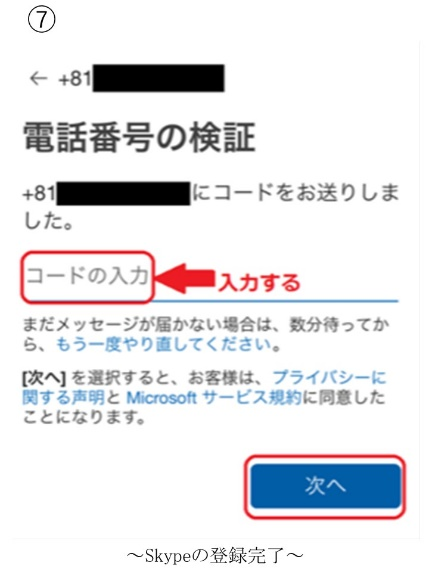 ⑦
← +81
電話番号の検証
+81にコードをお送りしま
した。
コードの入力
入力する
まだメッセージが届かない場合は、数分待ってか
ら、もう一度やり直してください。
[次へ] を選択すると、お客様は、プライバシーに
関する声明と Microsoft サービス規約に同意した
ことになります。
次へ
～Skypeの登録完了～